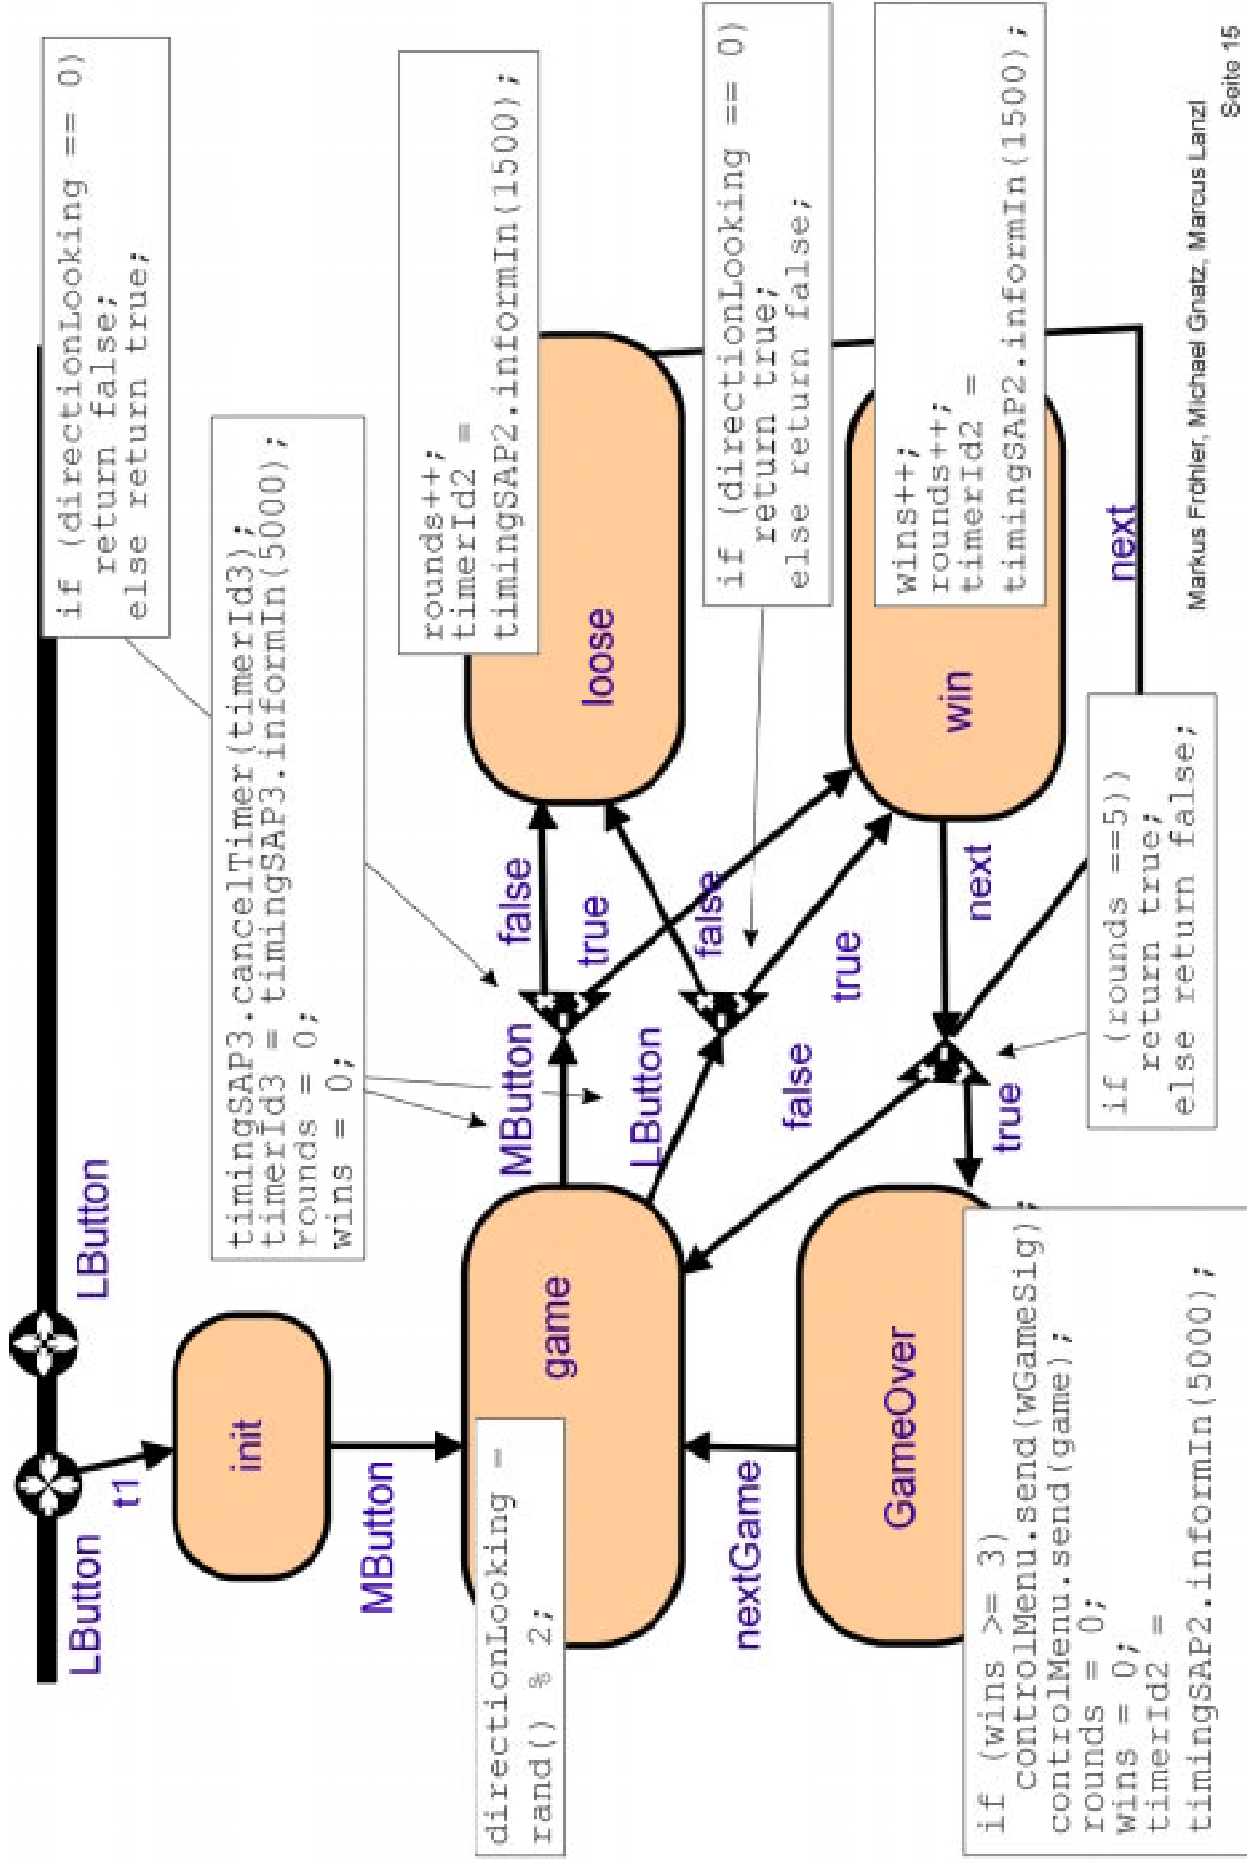 LButton
LButton
t1
init
MButton
game
directionLooking =
rand() % 2;
nextGame
GameOver
if (wins >= 3)
controlMenu.send(wGameSig);
controlMenu.send(game);
rounds = 0;
wins = 0;
timerId2 =
timingSAP2.informIn(5000);
timingSAP3.cancelTimer(timerId3);
timerId3 = timingSAP3.informIn(5000);
rounds = 0;
wins = 0;
if (directionLooking == 0)
return false;
else return true;
MButton
false
true
LButton
false
true
false
next
true
loose
rounds++;
timerId2 =
timingSAP2.informIn(1500);
if (directionLooking == 0)
return true;
else return false;
win
wins++;
rounds++;
timerId2 =
timingSAP2.informIn(1500);
next
if (rounds ==5))
return true;
else return false;
Markus Fröhler, Michael Gnatz, Marcus Lanzl
Seite 15